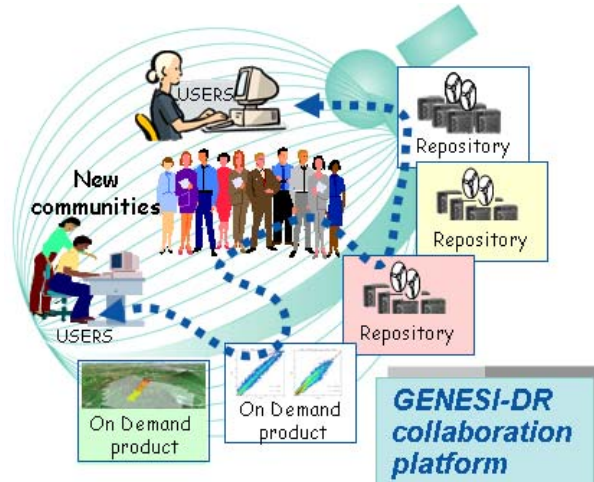 USERS
Repository
New
communities
Repository
USERS
Repository
On Demand
product
On Demand
product
GENESI-DR
collaboration
platform